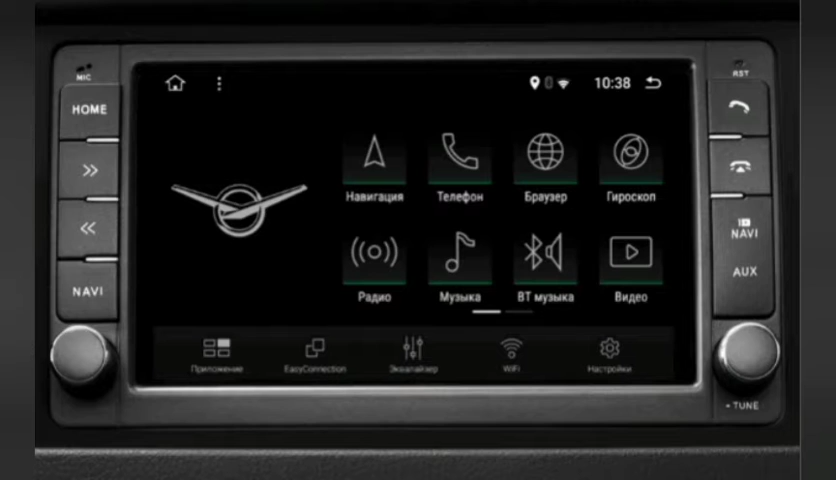 MIC
RST
HOME
10:38
Навигация
Телефон
Браузер
Гироскоп
NAVI
AUX
NAVI
Радио
Музыка
BT музыка
Видео
Приложение
EasyConnection
Эквалайзер
WiFi
Настройки
- TUNE